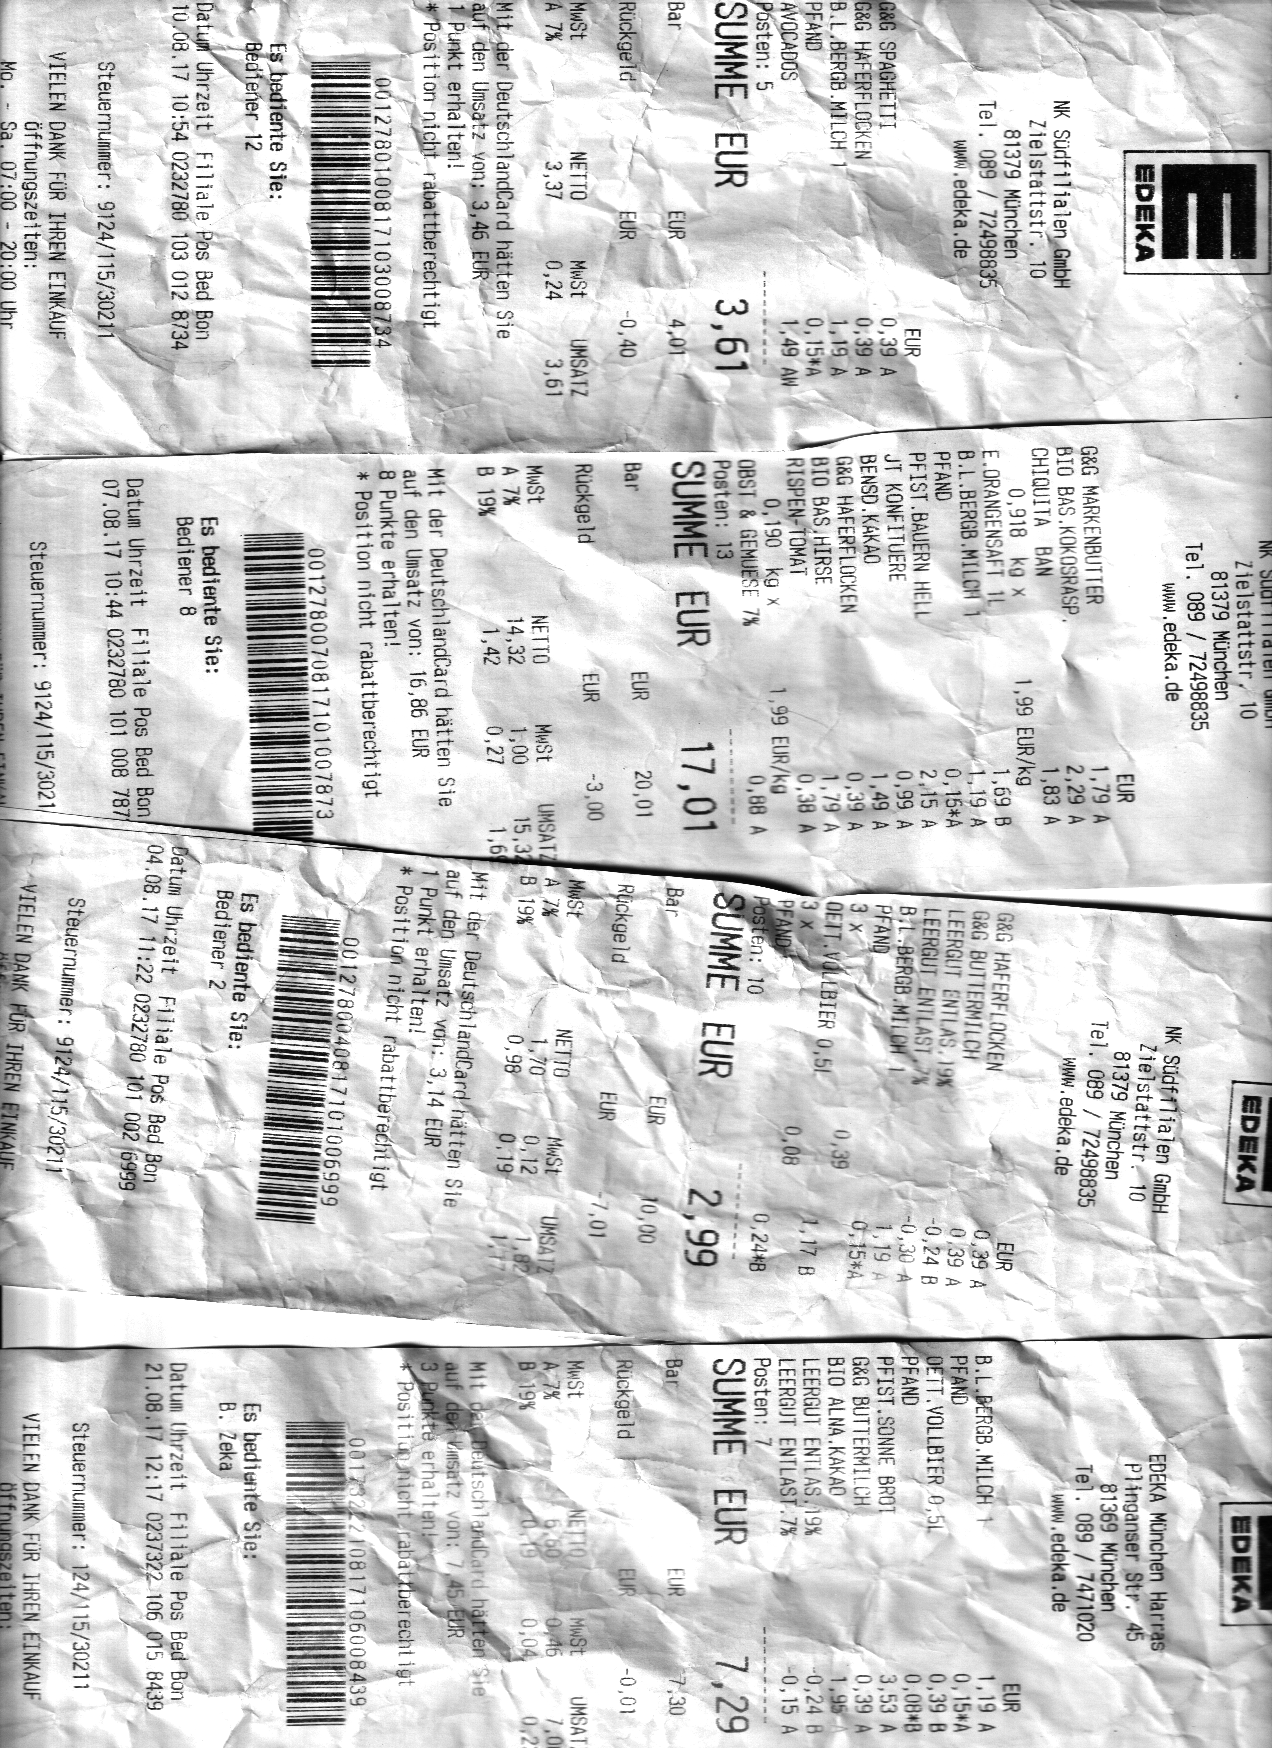 EDEKA
NK Südfilialen GmbH
Zielstattstr. 10
81379 München
Tel. 089 / 72498835
www.edeka.de
EUR
G&G SPAGHETTI 0,39 A
G&G HAFERFLOCKEN 0,39 A
B.L.BERGB.MILCH 1 1,19 A
PFAND 0,15*A
AVOCADOS 1,49 AW
Posten: 5
SUMME EUR 3,61
Bar EUR 4,01
Rückgeld EUR -0,40
MwSt NETTO MwSt UMSATZ
A 7% 3,37 0,24 3,61
Mit der DeutschlandCard hätten Sie
auf den Umsatz von: 3,46 EUR
1 Punkt erhalten!
* Position nicht rabattberechtigt
0012780100817103008734
Es bediente Sie:
Bediener 12
Datum Uhrzeit Filiale Pos Bed Bon
10.08.17 10:54 0232780 103 012 8734
Steuernummer: 9124/115/30211
VIELEN DANK FÜR IHREN EINKAUF
Öffnungszeiten:
Mo. - Sa. 07:00 - 20:00 Uhr
NK Südfilialen GmbH
Zielstattstr. 10
81379 München
Tel. 089 / 72498835
www.edeka.de
EUR
G&G MARKENBUTTER 1,79 A
BIO BAS.KOKOSRASP. 2,29 A
CHIQUITA BAN 1,83 A
0,918 kg x 1,99 EUR/kg
E.ORANGENSAFT 1L 1,69 B
B.L.BERGB.MILCH 1 1,19 A
PFAND 0,15*A
PFIST.BAUERN HELL 2,15 A
JT KONFITUERE 0,99 A
BENSD.KAKAO 1,49 A
G&G HAFERFLOCKEN 0,39 A
BIO BAS.HIRSE 1,79 A
RISPEN-TOMAT 0,38 A
0,190 kg x 1,99 EUR/kg
OBST & GEMUESE 7% 0,88 A
Posten: 13
SUMME EUR 17,01
Bar EUR 20,01
Rückgeld EUR -3,00
MwSt NETTO MwSt UMSATZ
A 7% 14,32 1,00 15,32
B 19% 1,42 0,27 1,69
Mit der DeutschlandCard hätten Sie
auf den Umsatz von: 16,86 EUR
8 Punkte erhalten!
* Position nicht rabattberechtigt
0012780070817101007873
Es bediente Sie:
Bediener 8
Datum Uhrzeit Filiale Pos Bed Bon
07.08.17 10:44 0232780 101 008 787
Steuernummer: 9124/115/3021
EDEKA
NK Südfilialen GmbH
Zielstattstr. 10
81379 München
Tel. 089 / 72498835
www.edeka.de
EUR
G&G HAFERFLOCKEN 0,39 A
G&G BUTTERMILCH 0,39 A
LEERGUT ENTLAS.19% -0,24 B
LEERGUT ENTLAST.7% -0,30 A
B.L.BERGB.MILCH 1 1,19 A
PFAND 0,15*A
3 x 0,39
OETT.VOLLBIER 0,5L 1,17 B
3 x 0,08
PFAND 0,24*B
Posten: 10
SUMME EUR 2,99
Bar EUR 10,00
Rückgeld EUR -7,01
MwSt NETTO MwSt UMSATZ
A 7% 1,70 0,12 1,82
B 19% 0,98 0,19 1,17
Mit der DeutschlandCard hätten Sie
auf den Umsatz von: 3,14 EUR
1 Punkt erhalten!
* Position nicht rabattberechtigt
0012780040817101006999
Es bediente Sie:
Bediener 2
Datum Uhrzeit Filiale Pos Bed Bon
04.08.17 11:22 0232780 101 002 6999
Steuernummer: 9124/115/30211
VIELEN DANK FÜR IHREN EINKAUF
EDEKA
EDEKA München Harras
Plinganser Str. 45
81369 München
Tel. 089 / 7471020
www.edeka.de
EUR
B.L.BERGB.MILCH 1 1,19 A
PFAND 0,15*A
OETT.VOLLBIER 0,5L 0,39 B
PFAND 0,08*B
PFIST.SONNE BROT 3,53 A
G&G BUTTERMILCH 0,39 A
BIO ALNA.KAKAO 1,95 A
LEERGUT ENTLAS.19% -0,24 B
LEERGUT ENTLAST.7% -0,15 A
Posten: 7
SUMME EUR 7,29
Bar EUR 7,30
Rückgeld EUR -0,01
MwSt NETTO MwSt UMSAT
A 7% 6,60 0,46 7,0
B 19% 0,19 0,04 0,2
Mit der DeutschlandCard hätten Sie
auf den Umsatz von: 7,45 EUR
3 Punkte erhalten!
* Position nicht rabattberechtigt
0017322210817106008439
Es bediente Sie:
B. Zeka
Datum Uhrzeit Filiale Pos Bed Bon
21.08.17 12:17 0237322 106 015 8439
Steuernummer: 124/115/30211
VIELEN DANK FÜR IHREN EINKAUF
Öffnungszeiten: